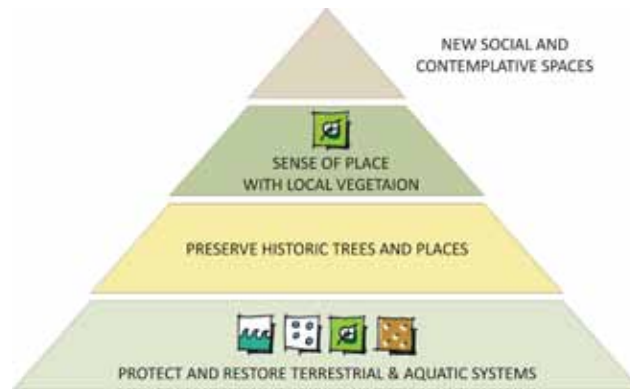 NEW SOCIAL AND
CONTEMPLATIVE SPACES
SENSE OF PLACE
WITH LOCAL VEGETAION
PRESERVE HISTORIC TREES AND PLACES
PROTECT AND RESTORE TERRESTRIAL & AQUATIC SYSTEMS